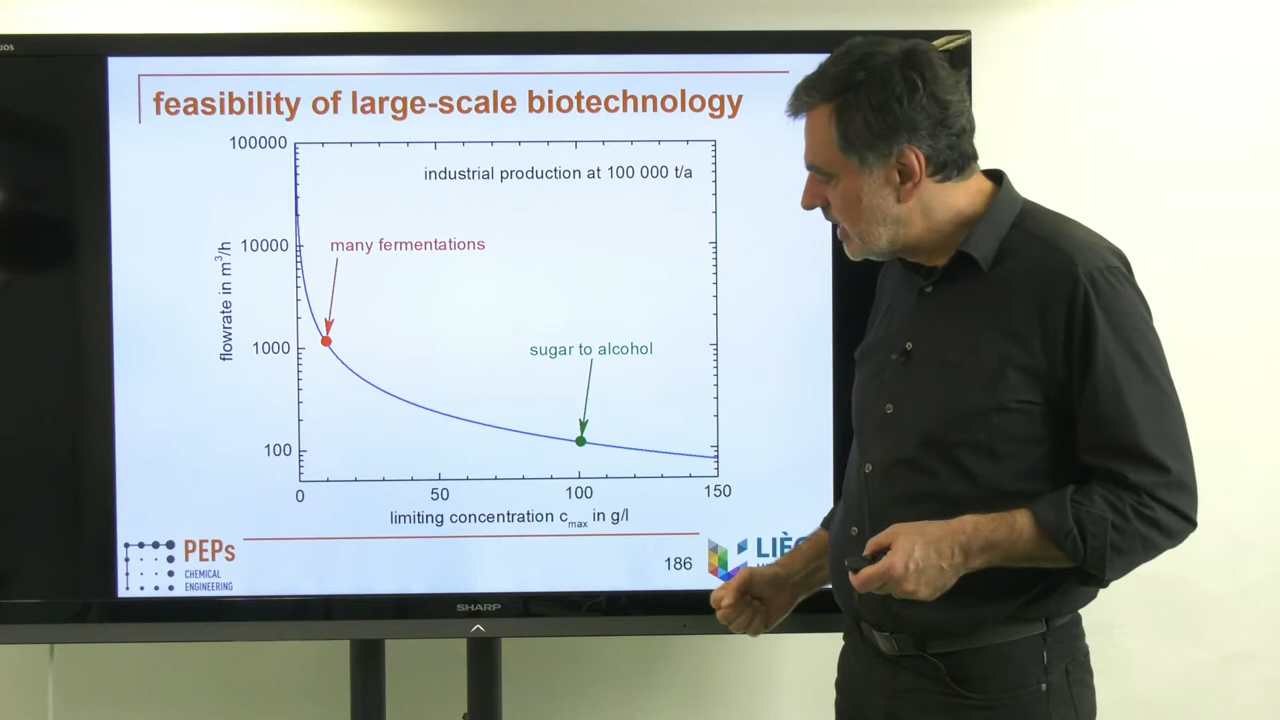 feasibility of large-scale biotechnology
100000
industrial production at 100 000 t/a
10000
many fermentations
flowrate in m³/h
1000
sugar to alcohol
100
0
50
100
150
limiting concentration cmax in g/l
PEPs
CHEMICAL
ENGINEERING
186
SHARP